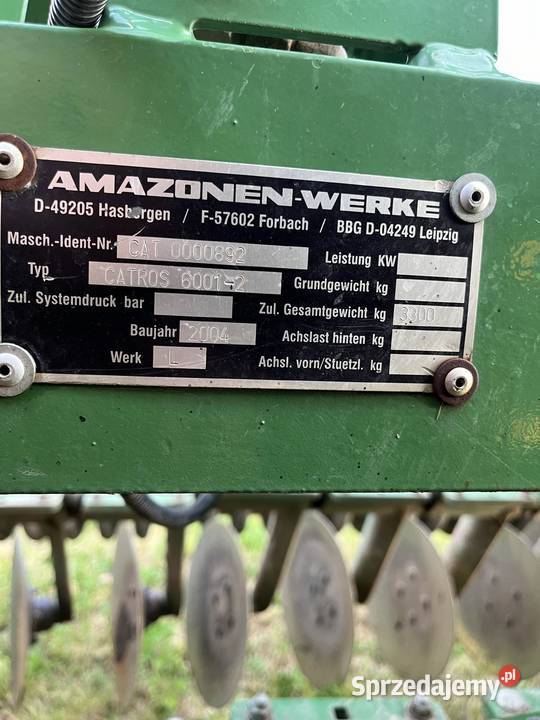 AMAZONEN-WERKE
D-49205 Hasbergen / F-57602 Forbach / BBG D-04249 Leipzig
Masch.-Ident-Nr. CAT 0000892 Leistung KW
Typ CATROS 6001-2 Grundgewicht kg
Zul. Systemdruck bar Zul. Gesamtgewicht kg 3300
Baujahr 2004 Achslast hinten kg
Werk L Achsl. vorn/Stuetzl. kg
Sprzedajemy.pl